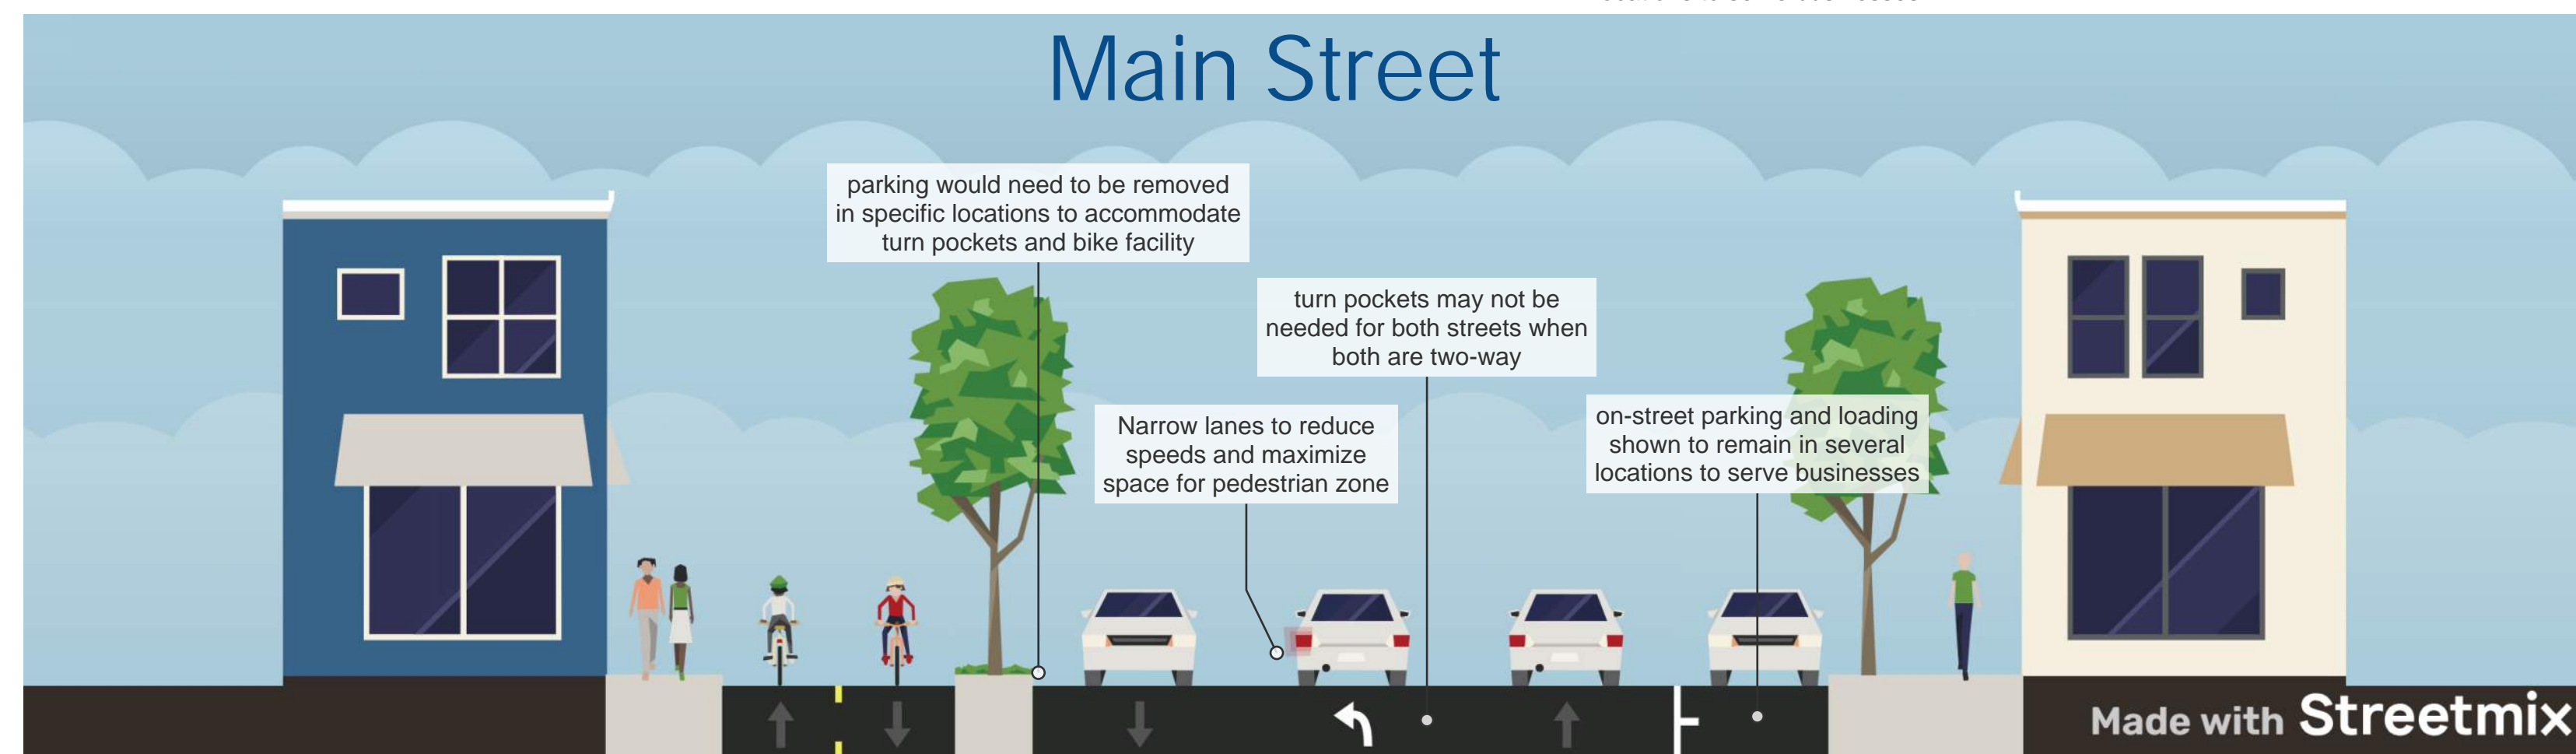 Main Street
parking would need to be removed
in specific locations to accommodate
turn pockets and bike facility
turn pockets may not be
needed for both streets when
both are two-way
Narrow lanes to reduce
speeds and maximize
space for pedestrian zone
on-street parking and loading
shown to remain in several
locations to serve businesses
Made with Streetmix